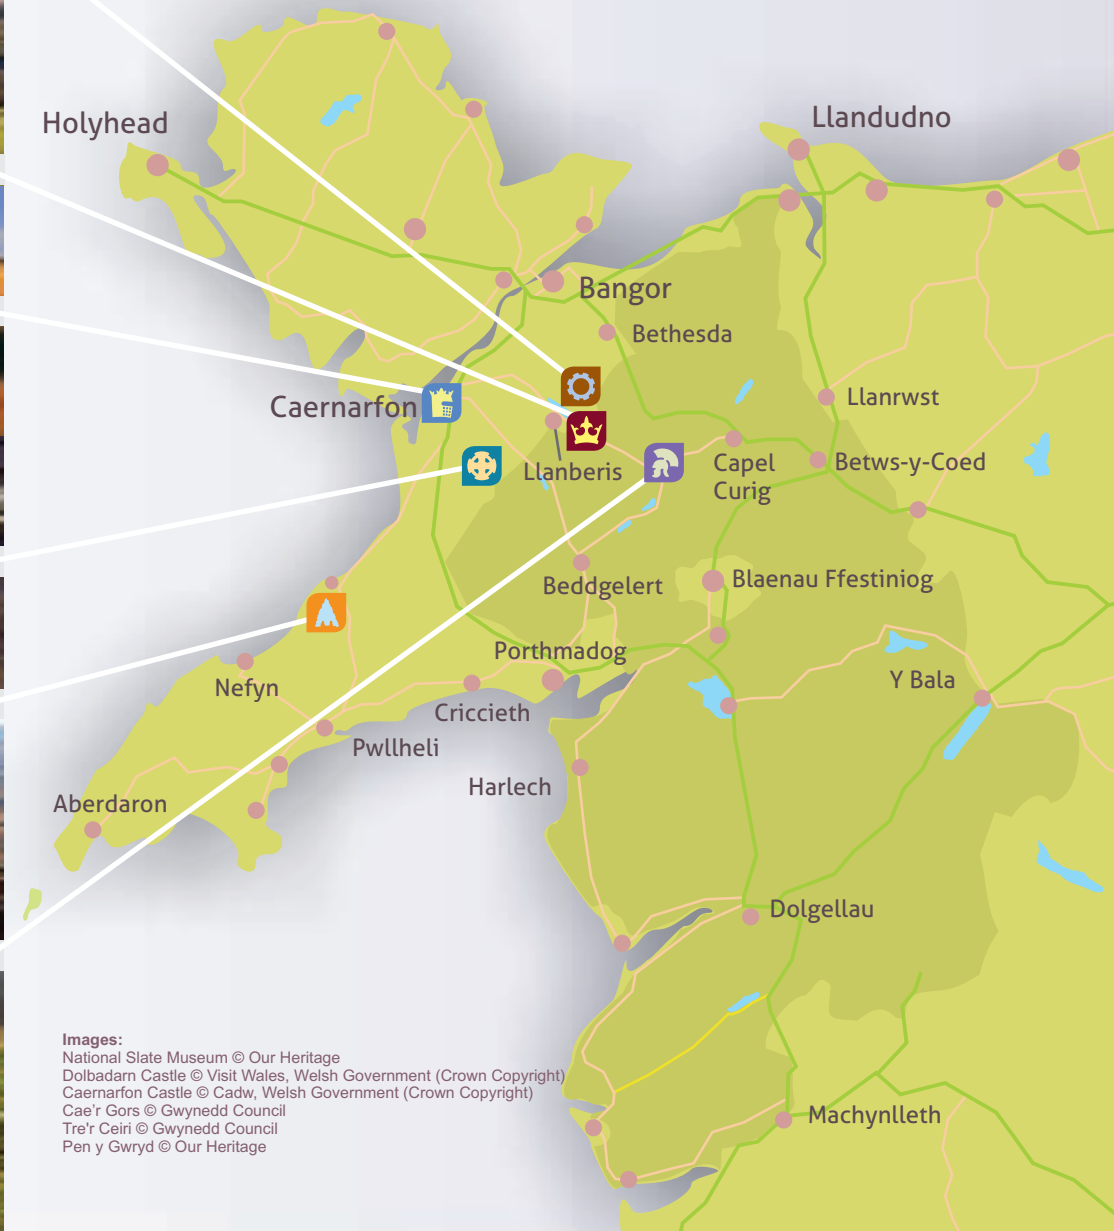 Holyhead
Llandudno
Bangor
Bethesda
Caernarfon
Llanrwst
Llanberis
Capel
Curig
Betws-y-Coed
Beddgelert
Blaenau Ffestiniog
Porthmadog
Nefyn
Y Bala
Criccieth
Pwllheli
Harlech
Aberdaron
Dolgellau
Machynlleth
Images:
National Slate Museum © Our Heritage
Dolbadarn Castle © Visit Wales, Welsh Government (Crown Copyright)
Caernarfon Castle © Cadw, Welsh Government (Crown Copyright)
Cae'r Gors © Gwynedd Council
Tre'r Ceiri © Gwynedd Council
Pen y Gwryd © Our Heritage